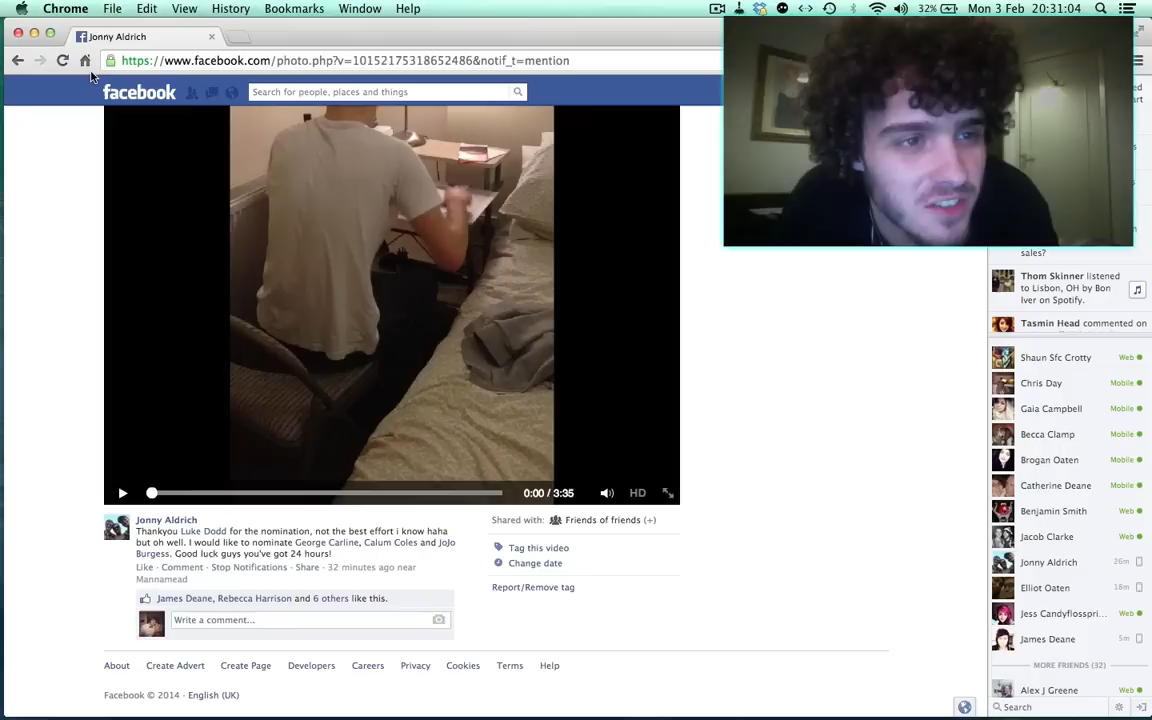 Chrome File Edit View History Bookmarks Window Help 32% Mon 3 Feb 20:31:04
Jonny Aldrich
https://www.facebook.com/photo.php?v=10152175318652486&notif_t=mention
facebook Search for people, places and things
sales?
Thom Skinner listened
to Lisbon, OH by Bon
Iver on Spotify.
Tasmin Head commented on
Shaun Sfc Crotty Web
Chris Day Mobile
Gaia Campbell Mobile
Becca Clamp Mobile
Brogan Oaten Mobile
Catherine Deane Mobile
Benjamin Smith Web
Jacob Clarke Web
Jonny Aldrich 26m
Elliot Oaten 18m
Jess Candyflosspri... Web
James Deane 5m
MORE FRIENDS (32)
Alex J Greene Web
Search
0:00 / 3:35 HD
Jonny Aldrich
Thankyou Luke Dodd for the nomination, not the best effort i know haha
but oh well. I would like to nominate George Carline, Calum Coles and JoJo
Burgess. Good luck guys you've got 24 hours!
Like · Comment · Stop Notifications · Share · 32 minutes ago near
Mannamead
James Deane, Rebecca Harrison and 6 others like this.
Write a comment...
Shared with: Friends of friends (+)
Tag this video
Change date
Report/Remove tag
About Create Advert Create Page Developers Careers Privacy Cookies Terms Help
Facebook © 2014 · English (UK)